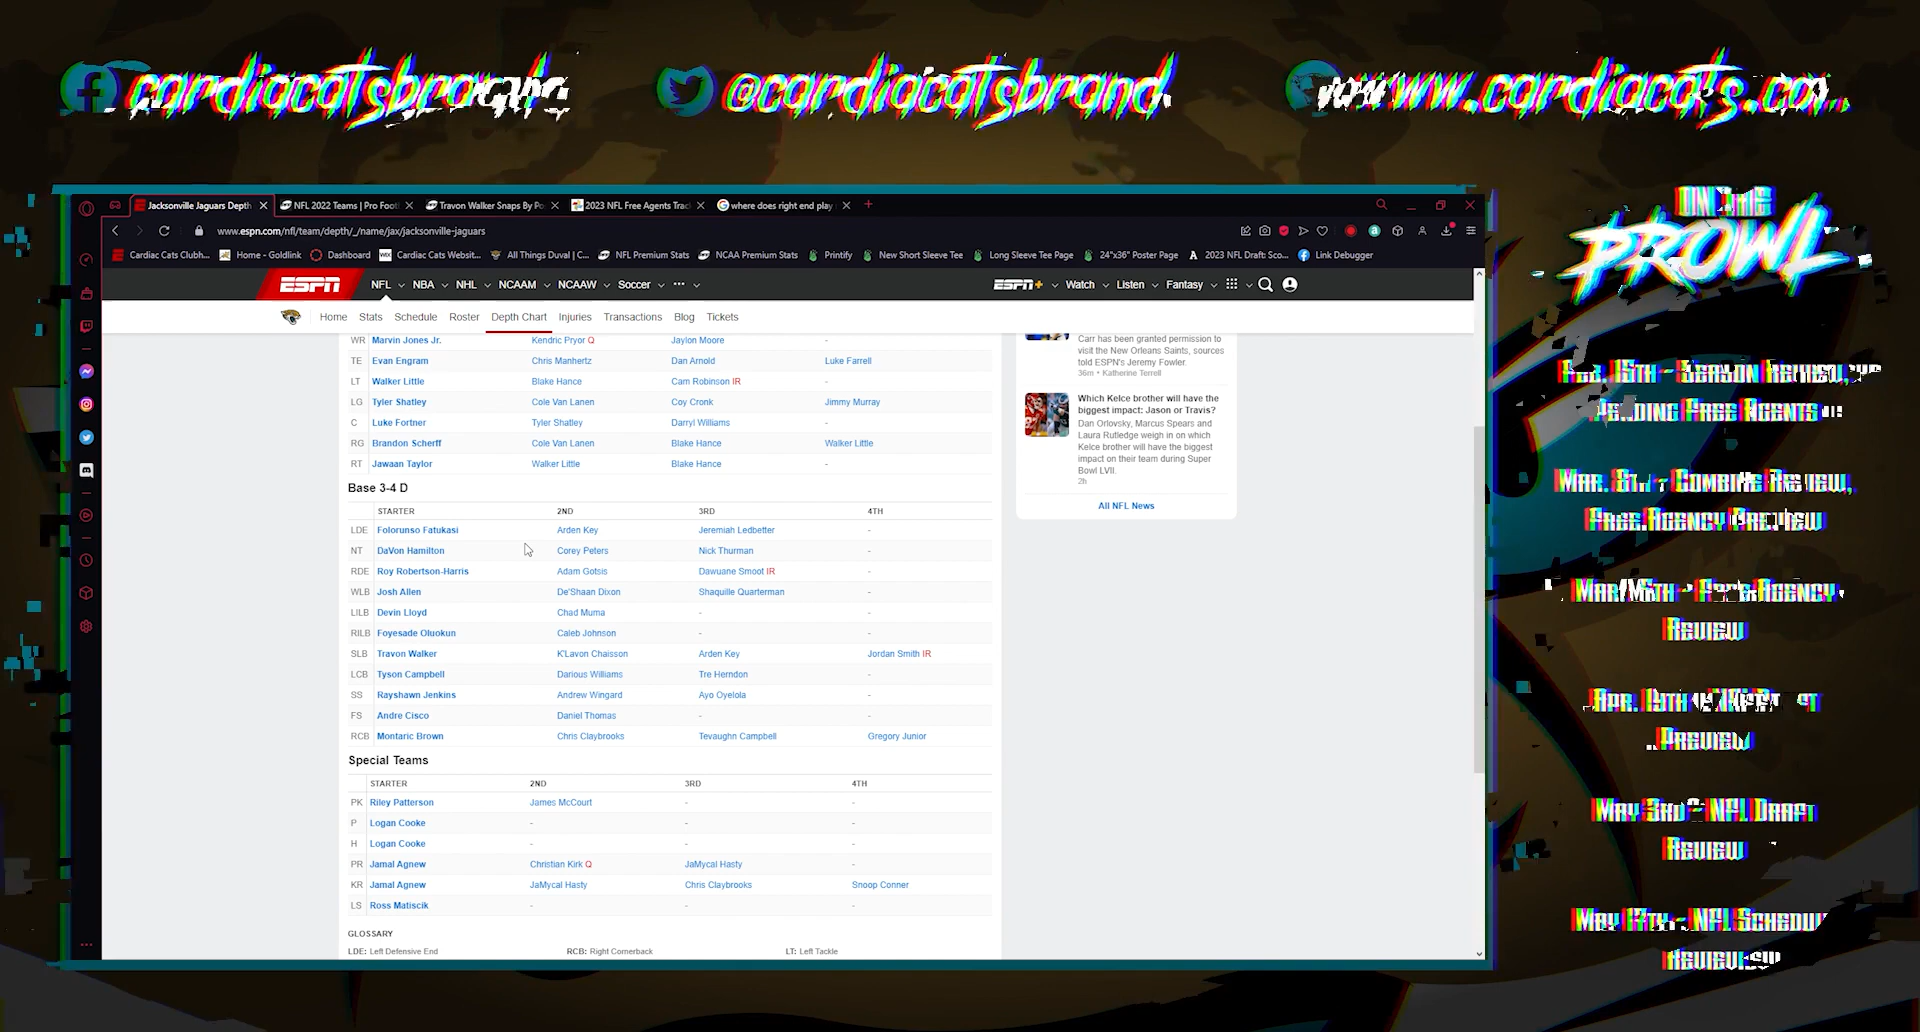 @cardiacatsbrand
ON THE
PROWL
Jacksonville Jaguars Depth
NFL 2022 Teams | Pro Foot
Travon Walker Snaps By Po
2023 NFL Free Agents Trac
where does right end play
www.espn.com/nfl/team/depth/_/name/jax/jacksonville-jaguars
Cardiac Cats Clubh... Home - Goldlink Dashboard Cardiac Cats Websit... All Things Duval | C... NFL Premium Stats NCAA Premium Stats Printify New Short Sleeve Tee Long Sleeve Tee Page 24"x36" Poster Page 2023 NFL Draft Sco... Link Debugger
ESPN NFL NBA NHL NCAAM NCAAW Soccer ••• ESPN+ Watch Listen Fantasy
Home Stats Schedule Roster Depth Chart Injuries Transactions Blog Tickets
WR Marvin Jones Jr. Kendric Pryor Q Jaylon Moore -
TE Evan Engram Chris Manhertz Dan Arnold Luke Farrell
LT Walker Little Blake Hance Cam Robinson IR -
LG Tyler Shatley Cole Van Lanen Coy Cronk Jimmy Murray
C Luke Fortner Tyler Shatley Darryl Williams -
RG Brandon Scherff Cole Van Lanen Blake Hance Walker Little
RT Jawaan Taylor Walker Little Blake Hance -
Base 3-4 D
STARTER 2ND 3RD 4TH
LDE Folorunso Fatukasi Arden Key Jeremiah Ledbetter -
NT DaVon Hamilton Corey Peters Nick Thurman -
RDE Roy Robertson-Harris Adam Gotsis Dawuane Smoot IR -
WLB Josh Allen De'Shaan Dixon Shaquille Quarterman -
LILB Devin Lloyd Chad Muma - -
RILB Foyesade Oluokun Caleb Johnson - -
SLB Travon Walker K'Lavon Chaisson Arden Key Jordan Smith IR
LCB Tyson Campbell Darious Williams Tre Herndon -
SS Rayshawn Jenkins Andrew Wingard Ayo Oyelola -
FS Andre Cisco Daniel Thomas - -
RCB Montaric Brown Chris Claybrooks Tevaughn Campbell Gregory Junior
Special Teams
STARTER 2ND 3RD 4TH
PK Riley Patterson James McCourt - -
P Logan Cooke - - -
H Logan Cooke - - -
PR Jamal Agnew Christian Kirk Q JaMycal Hasty -
KR Jamal Agnew JaMycal Hasty Chris Claybrooks Snoop Conner
LS Ross Matiscik - - -
GLOSSARY
LDE: Left Defensive End RCB: Right Cornerback LT: Left Tackle
Carr has been granted permission to
visit the New Orleans Saints, sources
told ESPN's Jeremy Fowler.
36m • Katherine Terrell
Which Kelce brother will have the
biggest impact: Jason or Travis?
Dan Orlovsky, Marcus Spears and
Laura Rutledge weigh in on which
Kelce brother will have the biggest
impact on their team during Super
Bowl LVII.
2h
All NFL News
Combine Review,
Free Agency Preview
Review
Preview
May 3rd - NFL Draft
Review
May 17th - NFL